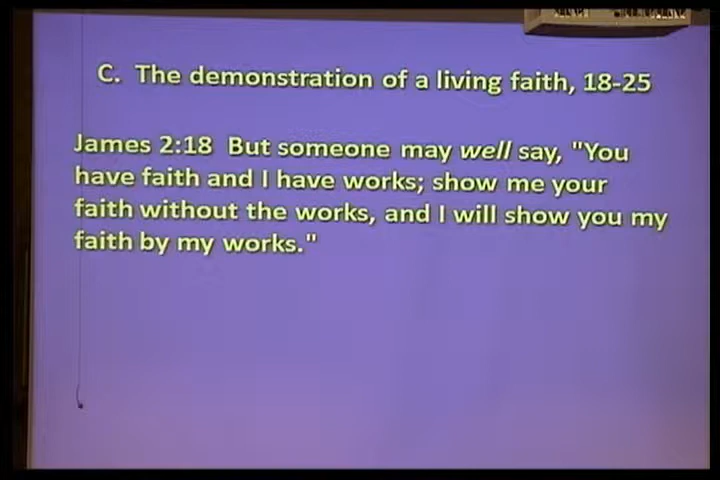 C. The demonstration of a living faith, 18-25
James 2:18 But someone may well say, "You
have faith and I have works; show me your
faith without the works, and I will show you my
faith by my works."